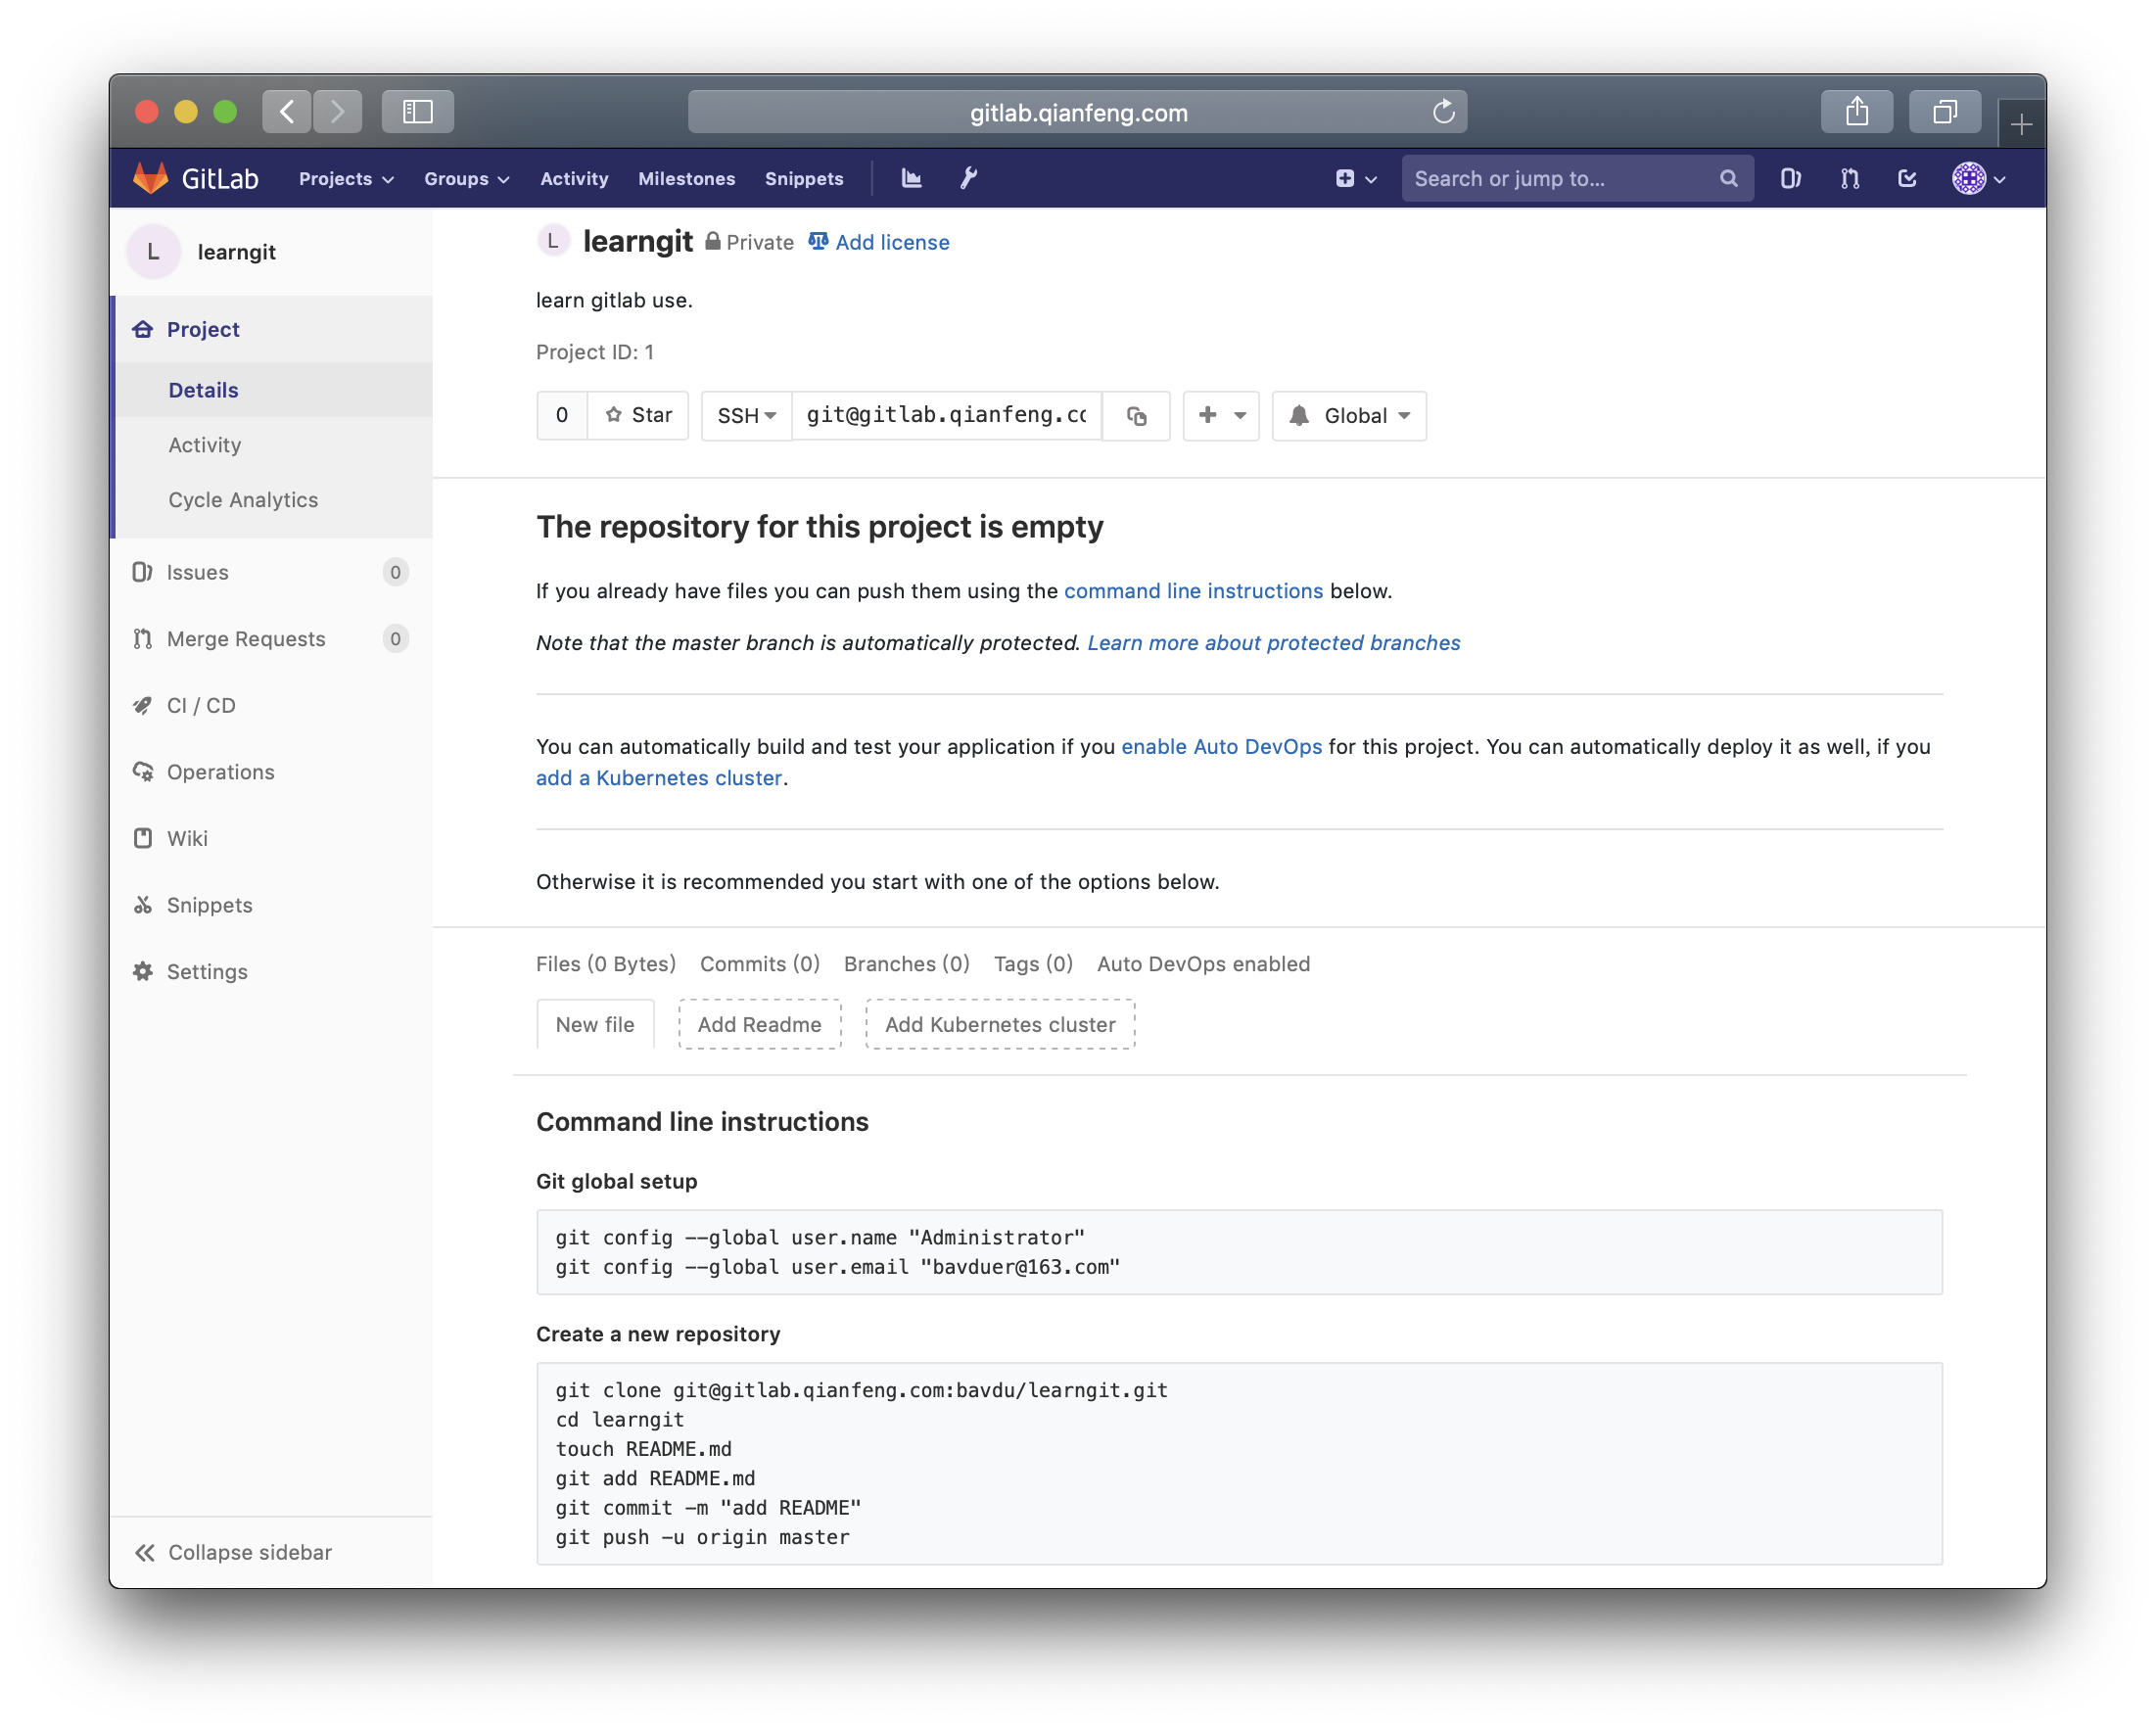 gitlab.qianfeng.com
GitLab Projects Groups Activity Milestones Snippets Search or jump to...
L learngit
Project
Details
Activity
Cycle Analytics
Issues 0
Merge Requests 0
CI / CD
Operations
Wiki
Snippets
Settings
Collapse sidebar
L learngit Private Add license
learn gitlab use.
Project ID: 1
0 Star SSH git@gitlab.qianfeng.cc Global
The repository for this project is empty
If you already have files you can push them using the command line instructions below.
Note that the master branch is automatically protected. Learn more about protected branches
You can automatically build and test your application if you enable Auto DevOps for this project. You can automatically deploy it as well, if you
add a Kubernetes cluster.
Otherwise it is recommended you start with one of the options below.
Files (0 Bytes) Commits (0) Branches (0) Tags (0) Auto DevOps enabled
New file Add Readme Add Kubernetes cluster
Command line instructions
Git global setup
git config --global user.name "Administrator"
git config --global user.email "bavduer@163.com"
Create a new repository
git clone git@gitlab.qianfeng.com:bavdu/learngit.git
cd learngit
touch README.md
git add README.md
git commit -m "add README"
git push -u origin master